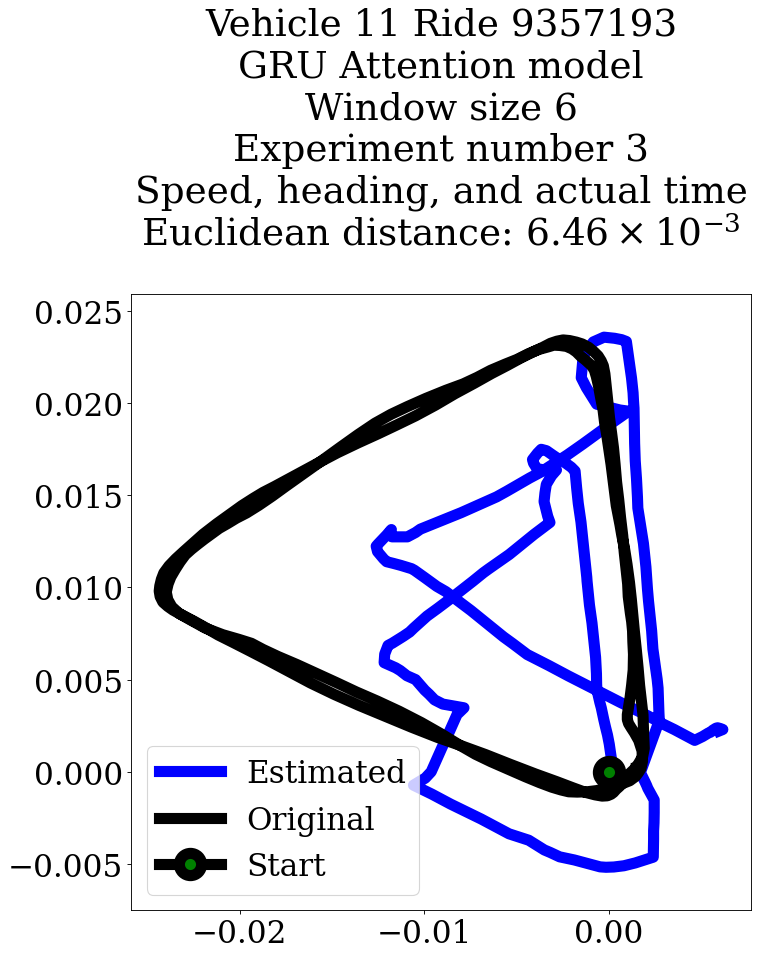 Vehicle 11 Ride 9357193
GRU Attention model
Window size 6
Experiment number 3
Speed, heading, and actual time
Euclidean distance: 6.46 × 10⁻³
0.025
0.020
0.015
0.010
0.005
0.000
−0.005
Estimated
Original
Start
−0.02
−0.01
0.00